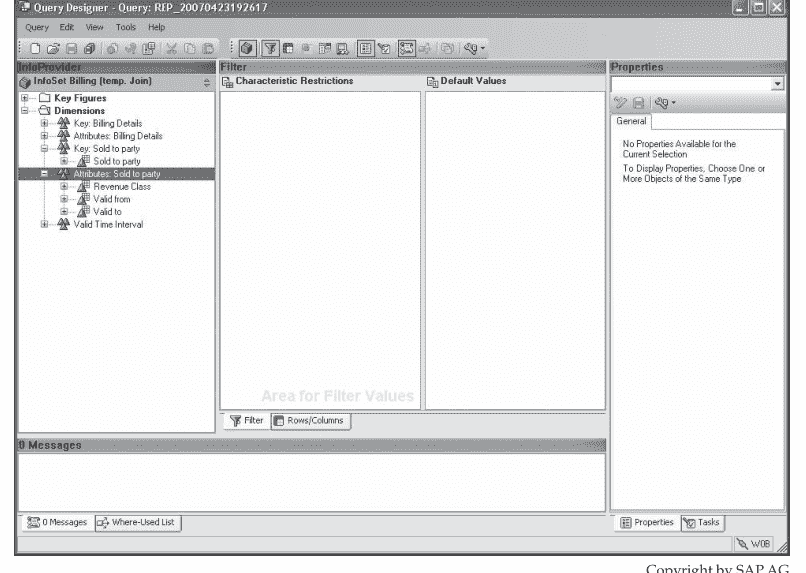 Query Designer - Query: REP_20070423192617
Query Edit View Tools Help
InfoProvider
InfoSet Billing (temp. Join)
Key Figures
Dimensions
Key: Billing Details
Attributes: Billing Details
Key: Sold to party
Sold to party
Attributes: Sold to party
Revenue Class
Valid from
Valid to
Valid Time Interval
Filter
Characteristic Restrictions
Default Values
Area for Filter Values
Filter
Rows/Columns
Properties
General
No Properties Available for the
Current Selection
To Display Properties, Choose One or
More Objects of the Same Type
0 Messages
0 Messages
Where-Used List
Properties
Tasks
W0B
Copyright by SAP AG